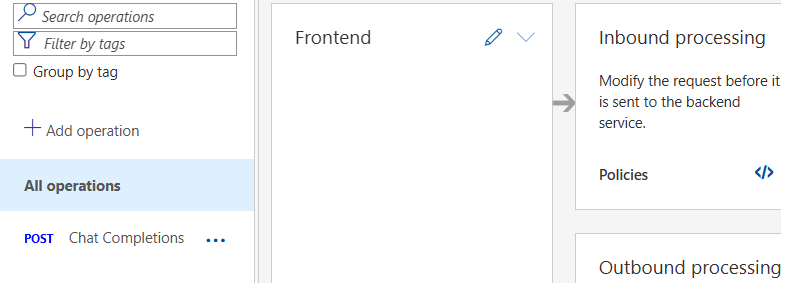 Search operations
Filter by tags
Group by tag
Add operation
All operations
POST Chat Completions
Frontend
Inbound processing
Modify the request before it
is sent to the backend
service.
Policies
Outbound processing